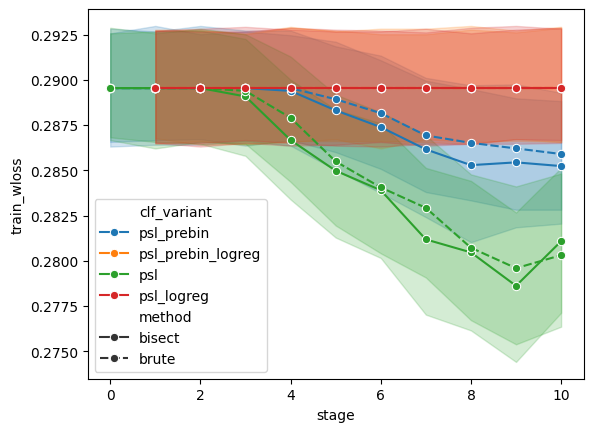 0.2925
0.2900
0.2875
0.2850
0.2825
0.2800
0.2775
0.2750
train_wloss
clf_variant
psl_prebin
psl_prebin_logreg
psl
psl_logreg
method
bisect
brute
0 2 4 6 8 10
stage